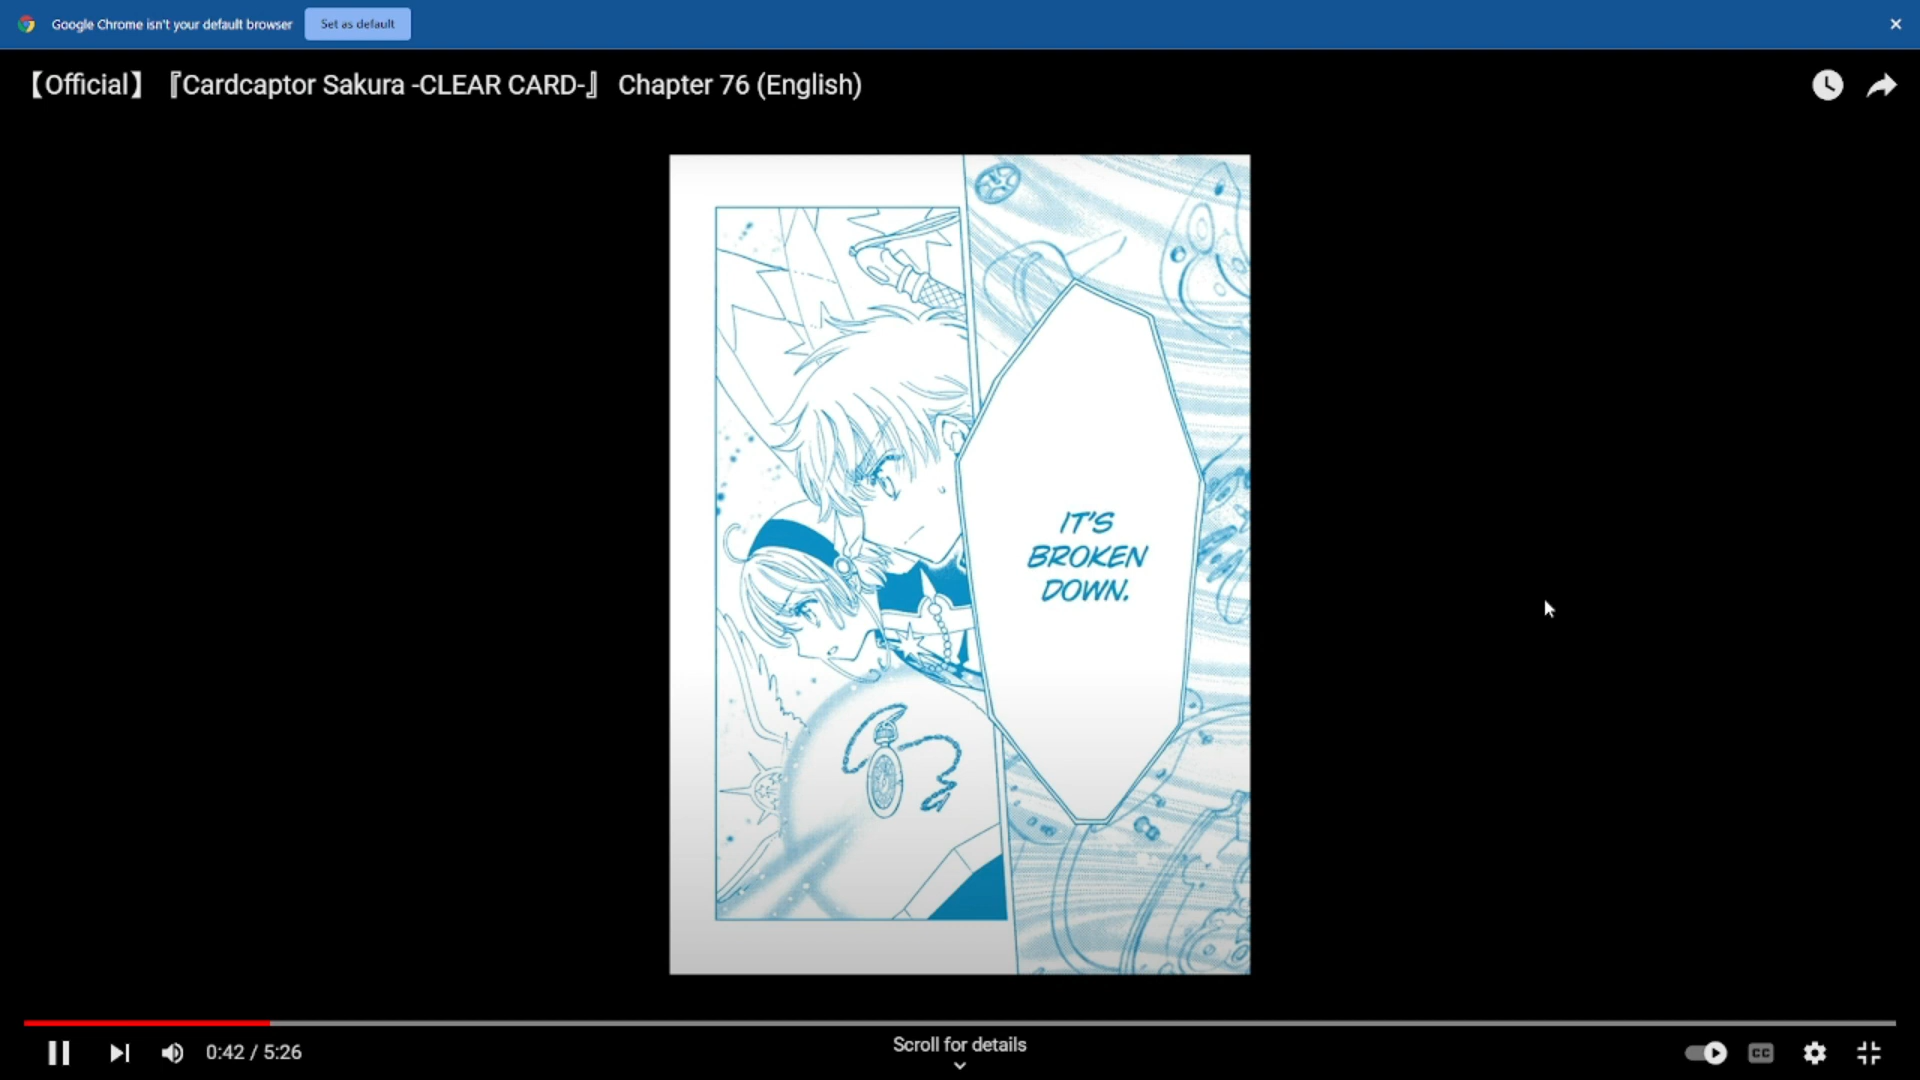 Google Chrome isn't your default browser
Set as default
【Official】『Cardcaptor Sakura -CLEAR CARD-』 Chapter 76 (English)
IT'S
BROKEN
DOWN.
0:42 / 5:26
Scroll for details
CC